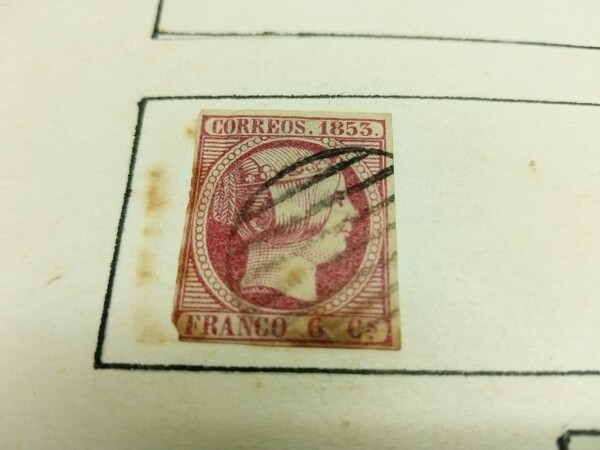 CORREOS. 1853.
FRANCO 6 Cs